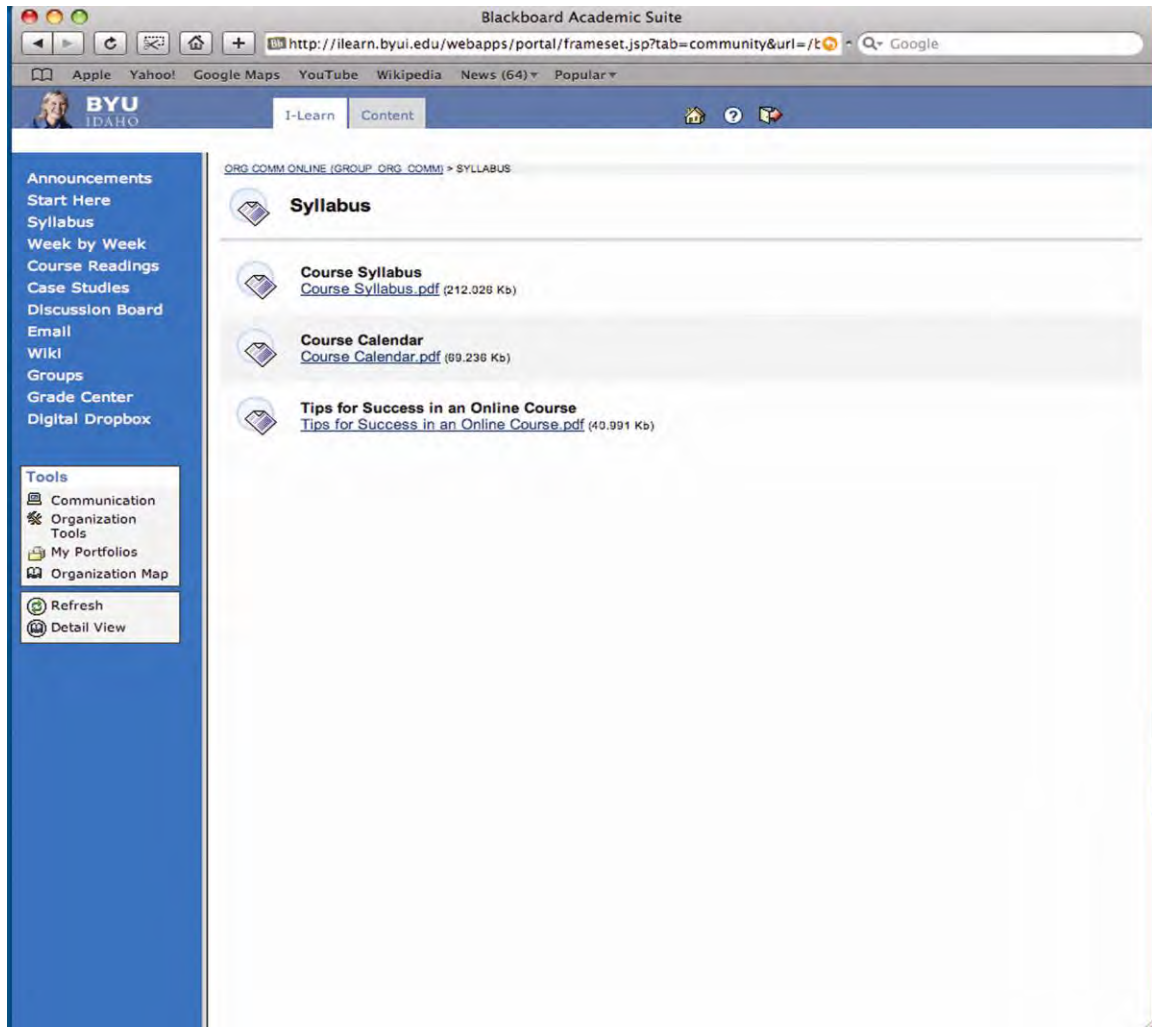 Blackboard Academic Suite
http://ilearn.byui.edu/webapps/portal/frameset.jsp?tab=community&url=/b
Google
Apple Yahoo! Google Maps YouTube Wikipedia News (64) Popular
BYU
IDAHO
I-Learn Content
Announcements
Start Here
Syllabus
Week by Week
Course Readings
Case Studies
Discussion Board
Email
Wiki
Groups
Grade Center
Digital Dropbox
Tools
Communication
Organization
Tools
My Portfolios
Organization Map
Refresh
Detail View
ORG COMM ONLINE (GROUP_ORG_COMM) > SYLLABUS
Syllabus
Course Syllabus
Course Syllabus.pdf (212.026 Kb)
Course Calendar
Course Calendar.pdf (69.236 Kb)
Tips for Success in an Online Course
Tips for Success in an Online Course.pdf (40.991 Kb)